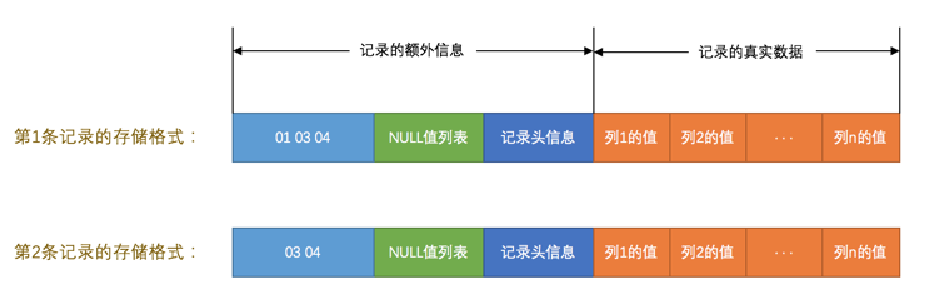 记录的额外信息 记录的真实数据
第1条记录的存储格式: 01 03 04 NULL值列表 记录头信息 列1的值 列2的值 ··· 列n的值
第2条记录的存储格式: 03 04 NULL值列表 记录头信息 列1的值 列2的值 ··· 列n的值